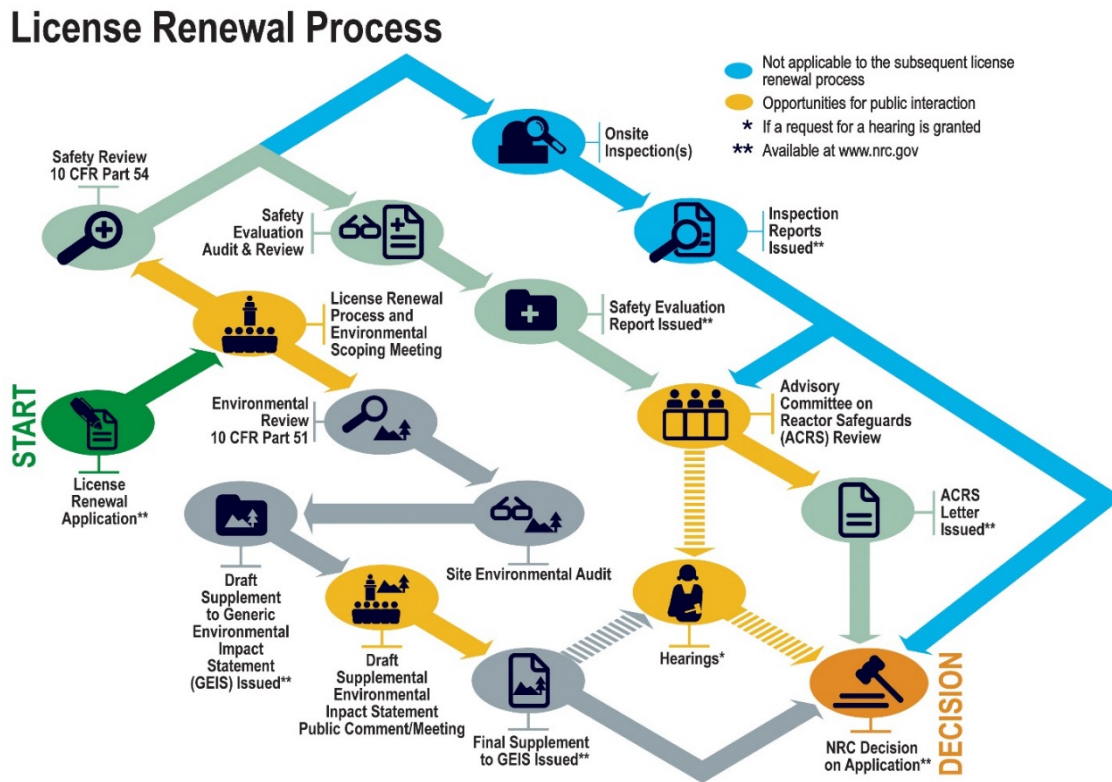 License Renewal Process
Not applicable to the subsequent license
renewal process
Opportunities for public interaction
* If a request for a hearing is granted
** Available at www.nrc.gov
Safety Review
10 CFR Part 54
Onsite
Inspection(s)
Safety
Evaluation
Audit & Review
Inspection
Reports
Issued**
License Renewal
Process and
Environmental
Scoping Meeting
Safety Evaluation
Report Issued**
START
License
Renewal
Application**
Environmental
Review
10 CFR Part 51
Advisory
Committee on
Reactor Safeguards
(ACRS) Review
ACRS
Letter
Issued**
Site Environmental Audit
Draft
Supplement
to Generic
Environmental
Impact
Statement
(GEIS) Issued**
Draft
Supplemental
Environmental
Inpact Statement
Public Comment/Meeting
Hearings*
Final Supplement
to GEIS Issued**
DECISION
NRC Decision
on Application**